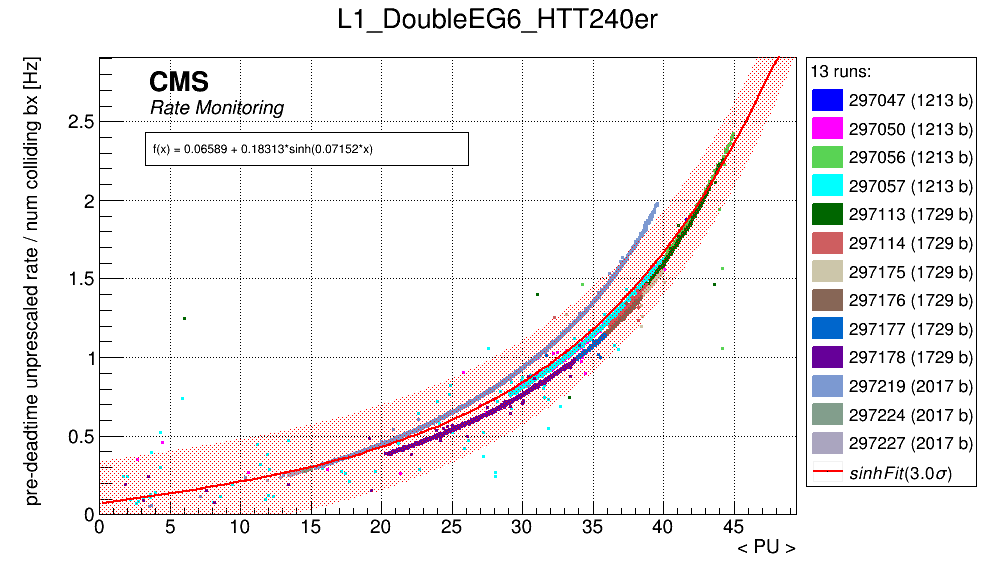 L1_DoubleEG6_HTT240er
pre-deadtime unprescaled rate / num colliding bx [Hz]
CMS
Rate Monitoring
f(x) = 0.06589 + 0.18313*sinh(0.07152*x)
2.5
2
1.5
1
0.5
0
0 5 10 15 20 25 30 35 40 45
< PU >
13 runs:
297047 (1213 b)
297050 (1213 b)
297056 (1213 b)
297057 (1213 b)
297113 (1729 b)
297114 (1729 b)
297175 (1729 b)
297176 (1729 b)
297177 (1729 b)
297178 (1729 b)
297219 (2017 b)
297224 (2017 b)
297227 (2017 b)
sinhFit(3.0σ)